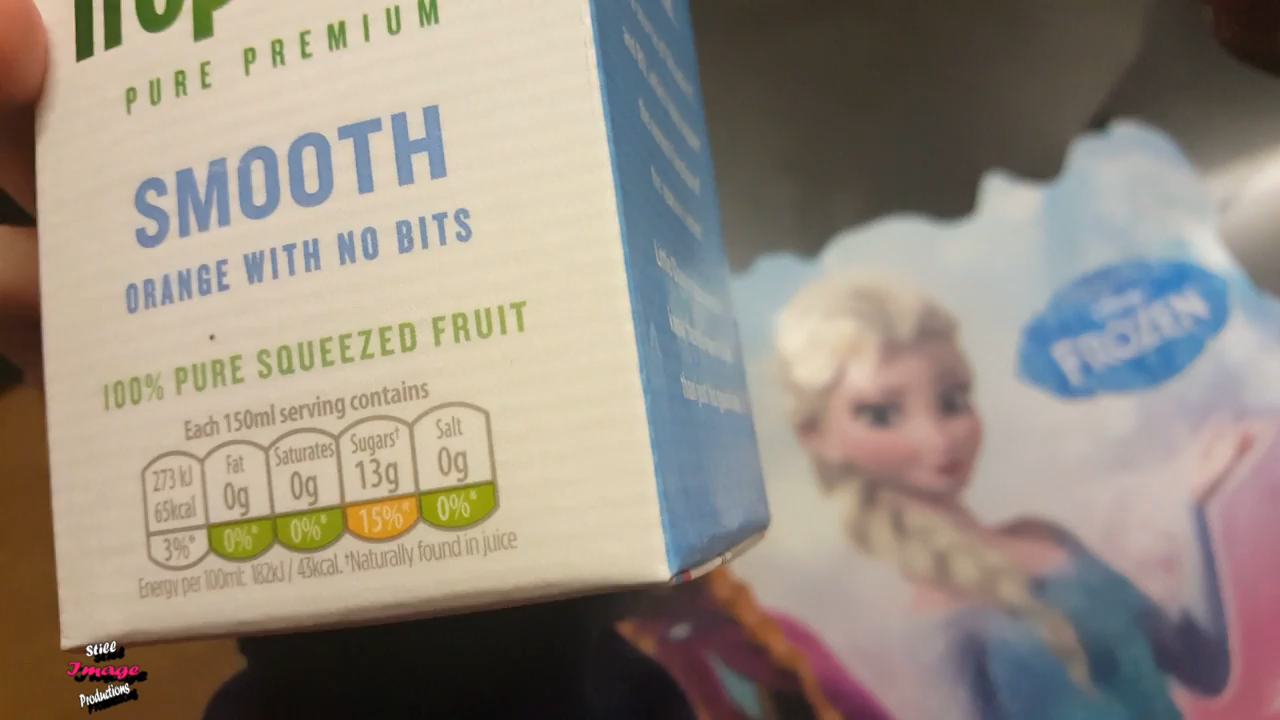 PURE PREMIUM
SMOOTH
ORANGE WITH NO BITS
100% PURE SQUEEZED FRUIT
Each 150ml serving contains
273 kJ
65kcal
3%*
Fat
0g
0%*
Saturates
0g
0%*
Sugars†
13g
15%*
Salt
0g
0%*
Energy per 100ml: 182kJ / 43kcal. †Naturally found in juice
Disney
FROZEN
Still
Image
Productions